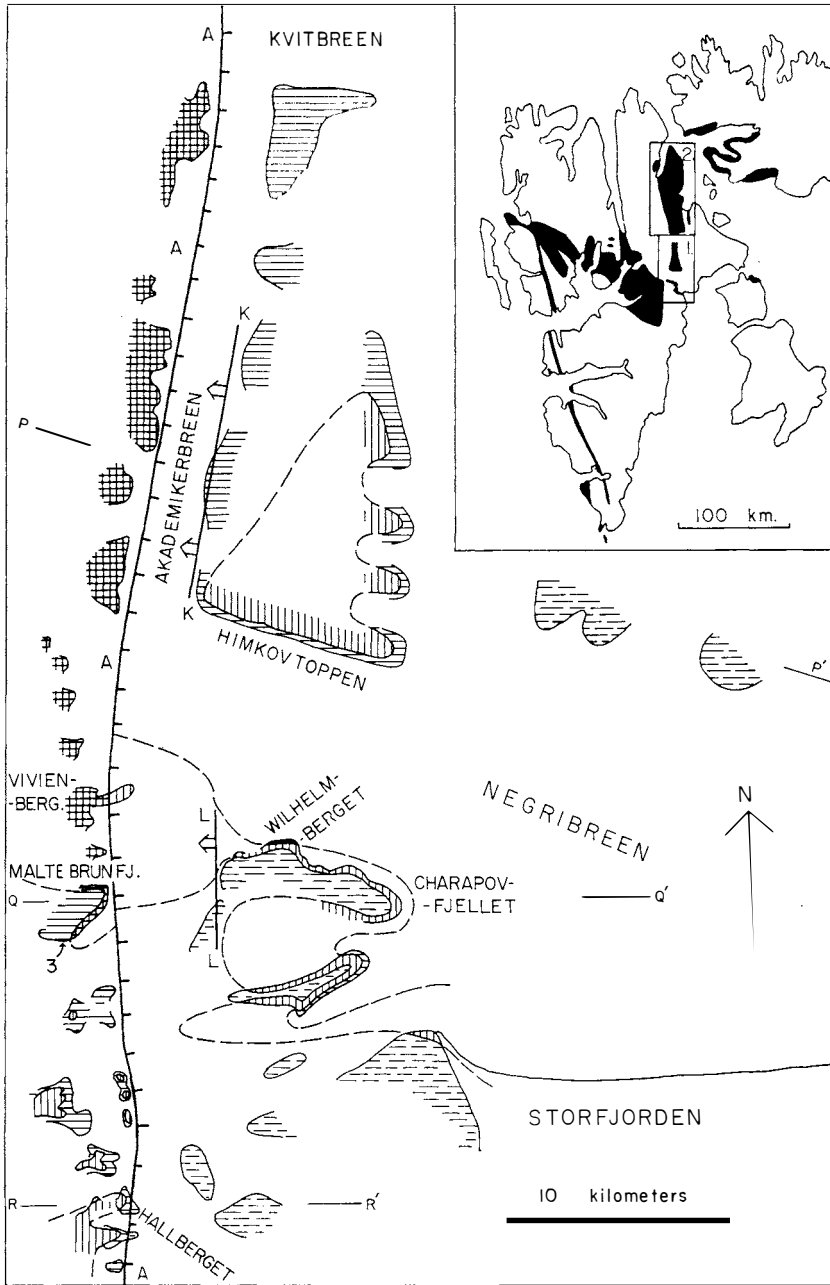 A
KVITBREEN
2
1
100 km.
A
K
P
AKADEMIKERBREEN
K
HIMKOVTOPPEN
A
P'
VIVIEN-
BERG.
L
WILHELM-
BERGET
NEGRIBREEN
N
MALTE BRUN FJ.
Q
CHARAPOV-
-FJELLET
Q'
3
L
STORFJORDEN
R
R'
10 kilometers
HALLBERGET
A